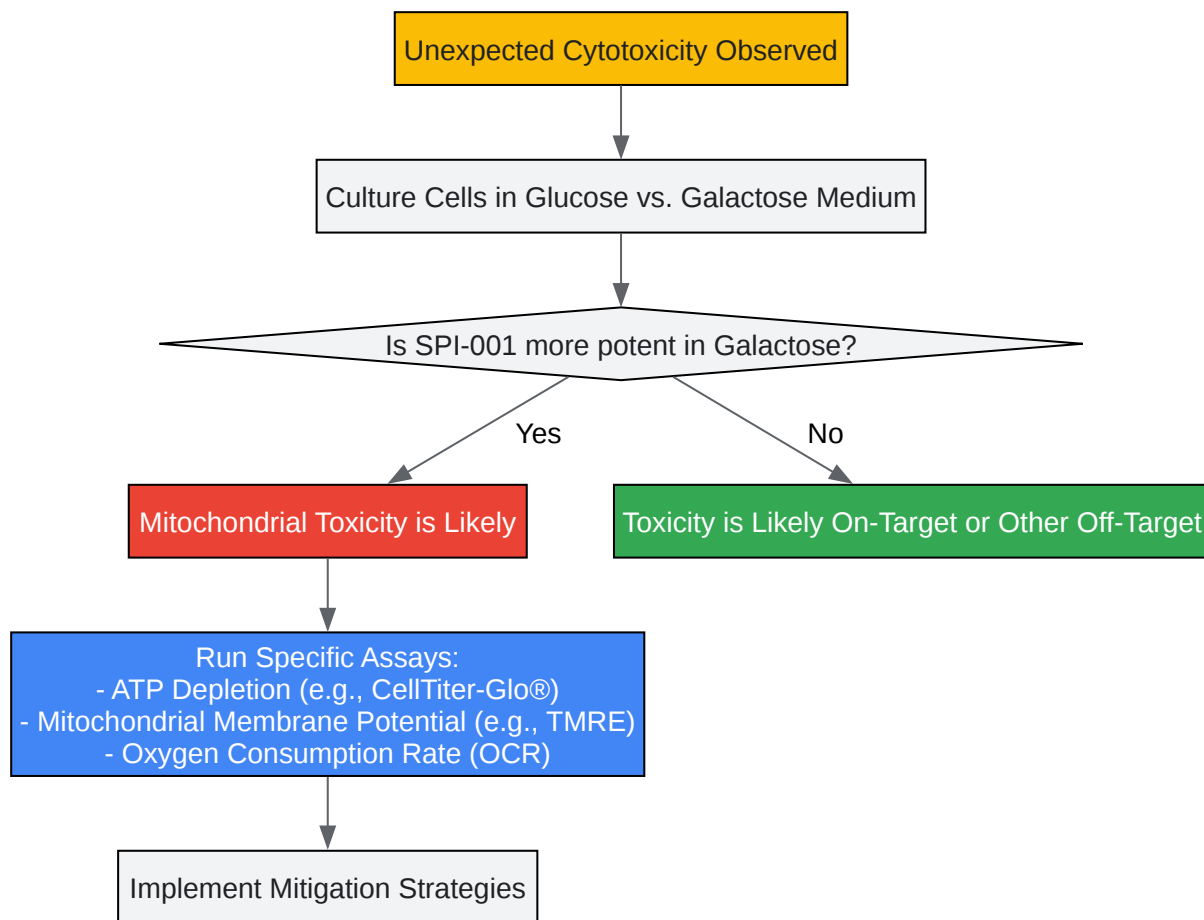 Unexpected Cytotoxicity Observed
Culture Cells in Glucose vs. Galactose Medium
Is SPI-001 more potent in Galactose?
Yes
No
Mitochondrial Toxicity is Likely
Toxicity is Likely On-Target or Other Off-Target
Run Specific Assays:
- ATP Depletion (e.g., CellTiter-Glo®)
- Mitochondrial Membrane Potential (e.g., TMRE)
- Oxygen Consumption Rate (OCR)
Implement Mitigation Strategies